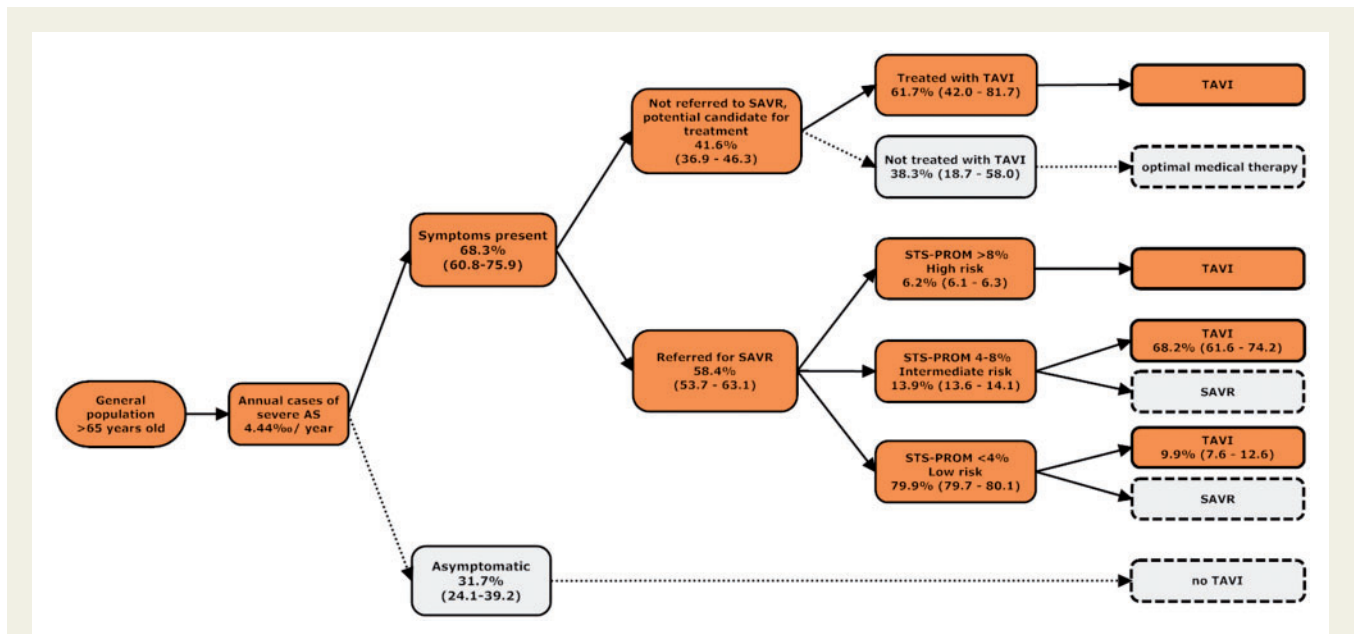 General
population
>65 years old
Annual cases of
severe AS
4.44‰/ year
Symptoms present
68.3%
(60.8-75.9)
Asymptomatic
31.7%
(24.1-39.2)
Not referred to SAVR,
potential candidate for
treatment
41.6%
(36.9 - 46.3)
Referred for SAVR
58.4%
(53.7 - 63.1)
Treated with TAVI
61.7% (42.0 - 81.7)
Not treated with TAVI
38.3% (18.7 - 58.0)
STS-PROM >8%
High risk
6.2% (6.1 - 6.3)
STS-PROM 4-8%
Intermediate risk
13.9% (13.6 - 14.1)
STS-PROM <4%
Low risk
79.9% (79.7 - 80.1)
TAVI
optimal medical therapy
TAVI
TAVI
68.2% (61.6 - 74.2)
SAVR
TAVI
9.9% (7.6 - 12.6)
SAVR
no TAVI